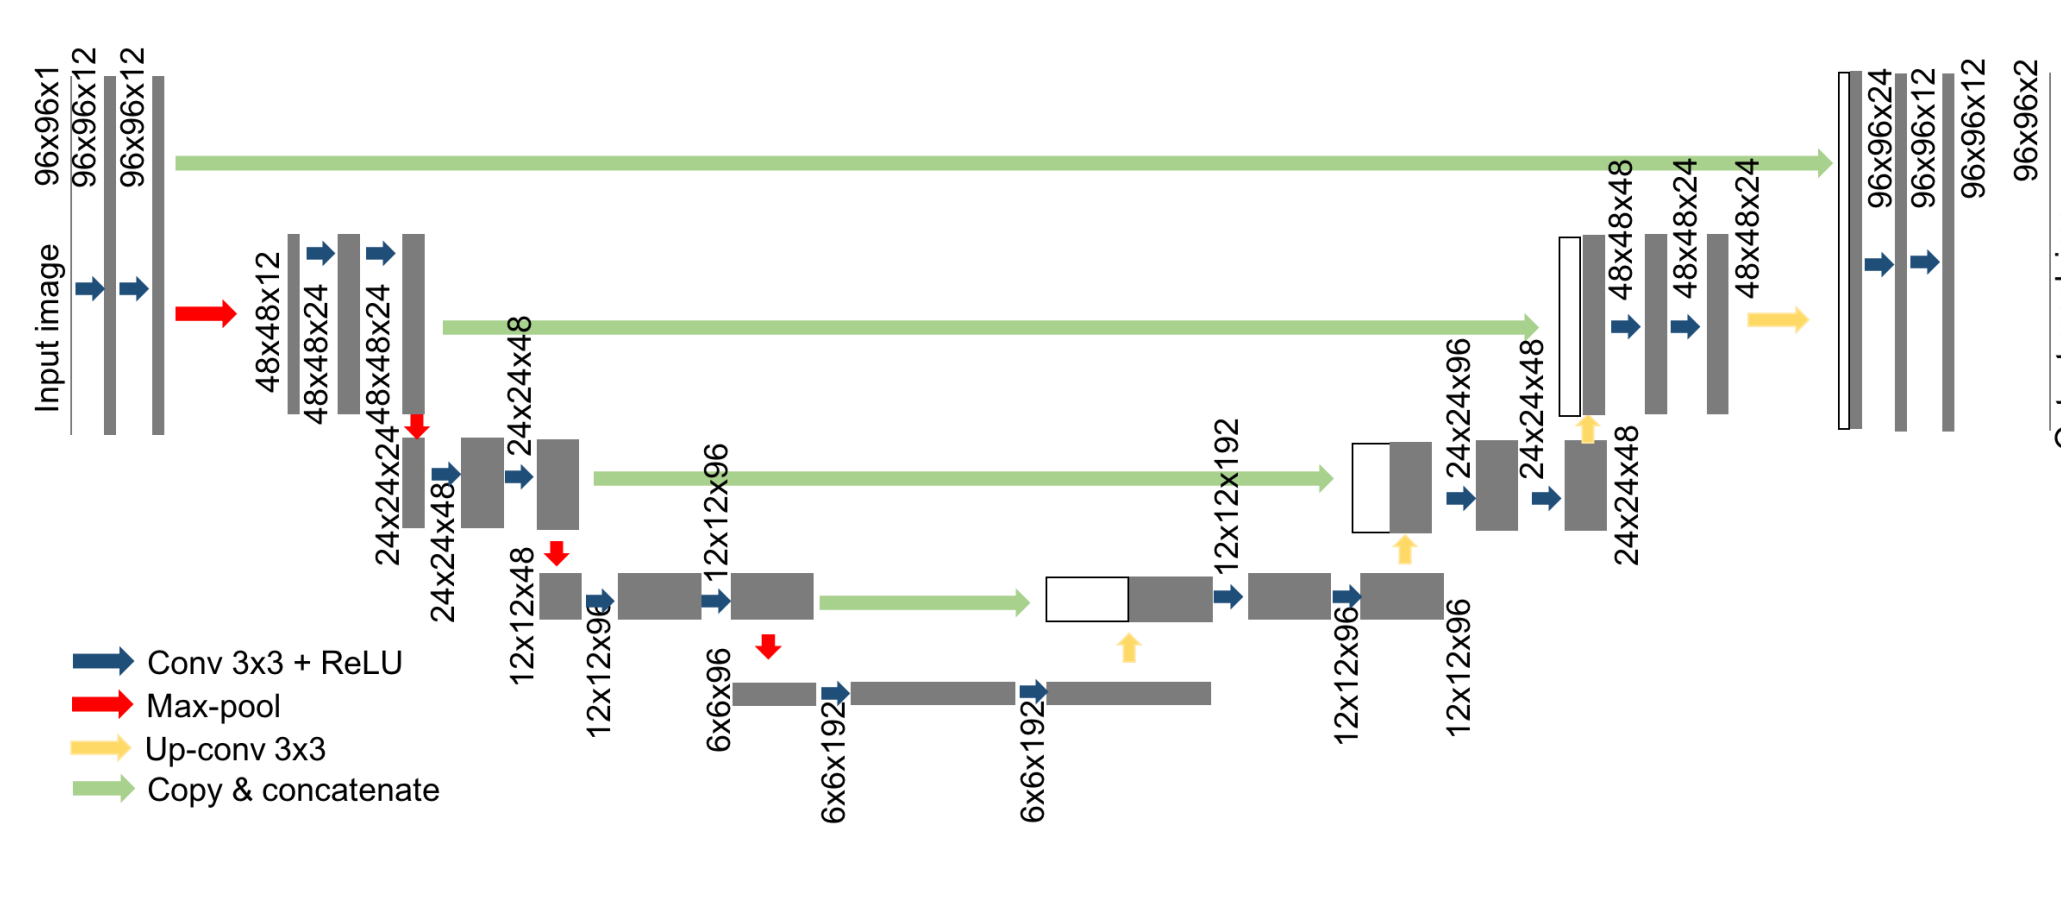 96x96x1
Input image
96x96x12
96x96x12
48x48x12
48x48x24
48x48x24
24x24x24
24x24x48
24x24x48
12x12x48
12x12x96
12x12x96
6x6x96
6x6x192
6x6x192
12x12x192
12x12x96
12x12x96
24x24x96
24x24x48
24x24x48
48x48x48
48x48x24
48x48x24
96x96x24
96x96x12
96x96x12
96x96x2
Conv 3x3 + ReLU
Max-pool
Up-conv 3x3
Copy & concatenate